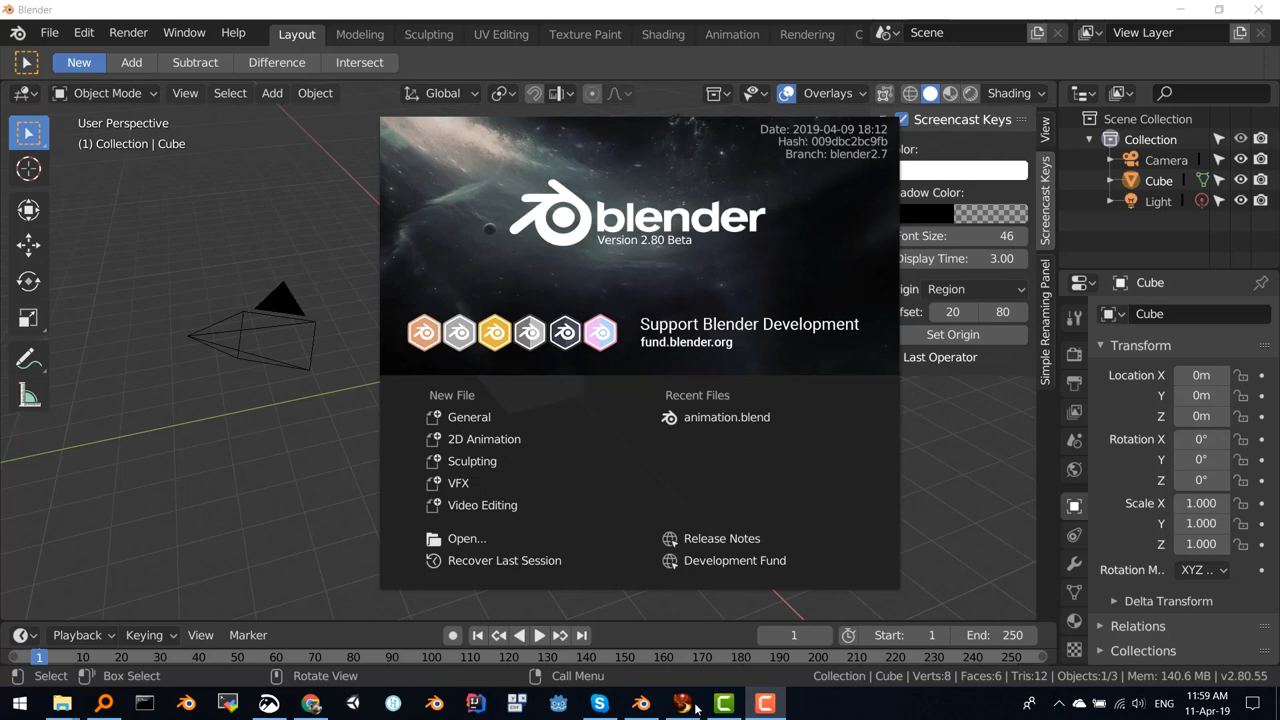 Blender
File Edit Render Window Help Layout Modeling Sculpting UV Editing Texture Paint Shading Animation Rendering C Scene View Layer
New Add Subtract Difference Intersect
Object Mode View Select Add Object Global Overlays Shading
User Perspective
(1) Collection | Cube
Date: 2019-04-09 18:12
Hash: 009dbc2bc9fb
Branch: blender2.7
blender
Version 2.80 Beta
Support Blender Development
fund.blender.org
New File
General
2D Animation
Sculpting
VFX
Video Editing
Open...
Recover Last Session
Recent Files
animation.blend
Release Notes
Development Fund
Screencast Keys
olor:
adow Color:
Font Size: 46
Display Time: 3.00
igin Region
fset: 20 80
Set Origin
Last Operator
View
Screencast Keys
Simple Renaming Panel
Scene Collection
Collection
Camera
Cube
Light
Cube
Cube
Transform
Location X 0m
Y 0m
Z 0m
Rotation X 0°
Y 0°
Z 0°
Scale X 1.000
Y 1.000
Z 1.000
Rotation M.. XYZ ..
Delta Transform
Relations
Collections
Playback Keying View Marker 1 Start: 1 End: 250
1 10 20 30 40 50 60 70 80 90 100 110 120 130 140 150 160 170 180 190 200 210 220 230 240 250
Select Box Select Rotate View Call Menu Collection | Cube | Verts:8 | Faces:6 | Tris:12 | Objects:1/3 | Mem: 140.6 MB | v2.80.55
ENG
11:59 AM
11-Apr-19